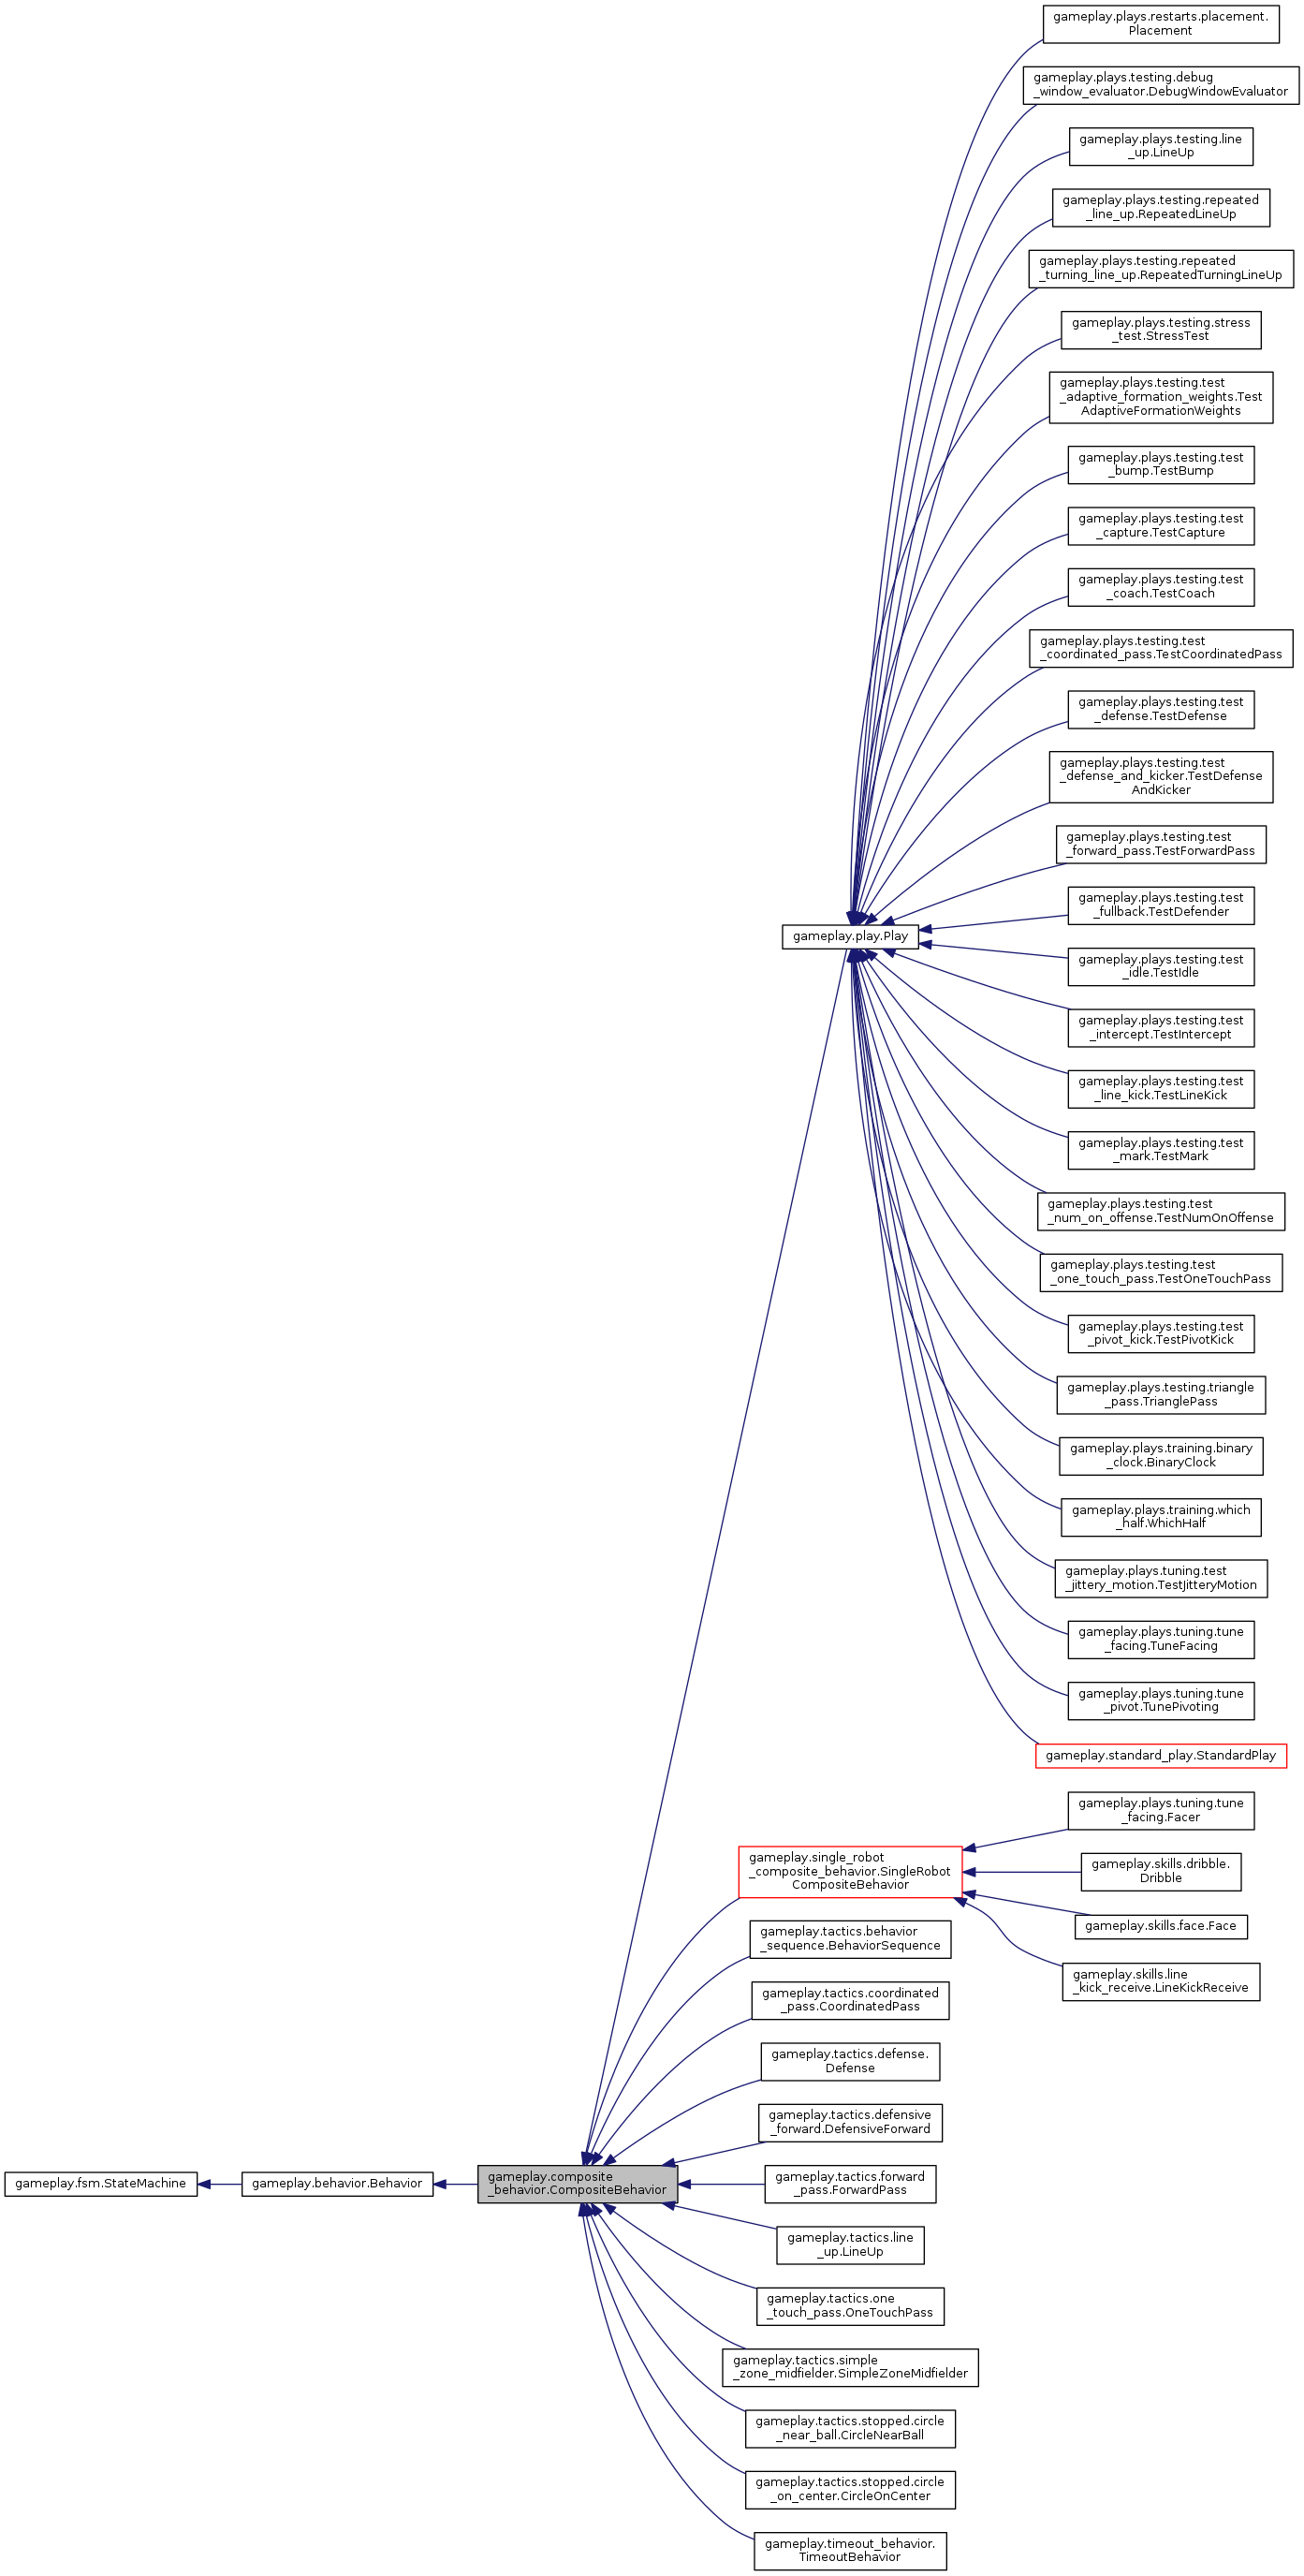 gameplay.plays.restarts.placement.
Placement
gameplay.plays.testing.debug
_window_evaluator.DebugWindowEvaluator
gameplay.plays.testing.line
_up.LineUp
gameplay.plays.testing.repeated
_line_up.RepeatedLineUp
gameplay.plays.testing.repeated
_turning_line_up.RepeatedTurningLineUp
gameplay.plays.testing.stress
_test.StressTest
gameplay.plays.testing.test
_adaptive_formation_weights.Test
AdaptiveFormationWeights
gameplay.plays.testing.test
_bump.TestBump
gameplay.plays.testing.test
_capture.TestCapture
gameplay.plays.testing.test
_coach.TestCoach
gameplay.plays.testing.test
_coordinated_pass.TestCoordinatedPass
gameplay.plays.testing.test
_defense.TestDefense
gameplay.plays.testing.test
_defense_and_kicker.TestDefense
AndKicker
gameplay.plays.testing.test
_forward_pass.TestForwardPass
gameplay.plays.testing.test
_fullback.TestDefender
gameplay.play.Play
gameplay.plays.testing.test
_idle.TestIdle
gameplay.plays.testing.test
_intercept.TestIntercept
gameplay.plays.testing.test
_line_kick.TestLineKick
gameplay.plays.testing.test
_mark.TestMark
gameplay.plays.testing.test
_num_on_offense.TestNumOnOffense
gameplay.plays.testing.test
_one_touch_pass.TestOneTouchPass
gameplay.plays.testing.test
_pivot_kick.TestPivotKick
gameplay.plays.testing.triangle
_pass.TrianglePass
gameplay.plays.training.binary
_clock.BinaryClock
gameplay.plays.training.which
_half.WhichHalf
gameplay.plays.tuning.test
_jittery_motion.TestJitteryMotion
gameplay.plays.tuning.tune
_facing.TuneFacing
gameplay.plays.tuning.tune
_pivot.TunePivoting
gameplay.standard_play.StandardPlay
gameplay.plays.tuning.tune
_facing.Facer
gameplay.single_robot
_composite_behavior.SingleRobot
CompositeBehavior
gameplay.skills.dribble.
Dribble
gameplay.skills.face.Face
gameplay.skills.line
_kick_receive.LineKickReceive
gameplay.tactics.behavior
_sequence.BehaviorSequence
gameplay.tactics.coordinated
_pass.CoordinatedPass
gameplay.tactics.defense.
Defense
gameplay.tactics.defensive
_forward.DefensiveForward
gameplay.fsm.StateMachine
gameplay.behavior.Behavior
gameplay.composite
_behavior.CompositeBehavior
gameplay.tactics.forward
_pass.ForwardPass
gameplay.tactics.line
_up.LineUp
gameplay.tactics.one
_touch_pass.OneTouchPass
gameplay.tactics.simple
_zone_midfielder.SimpleZoneMidfielder
gameplay.tactics.stopped.circle
_near_ball.CircleNearBall
gameplay.tactics.stopped.circle
_on_center.CircleOnCenter
gameplay.timeout_behavior.
TimeoutBehavior